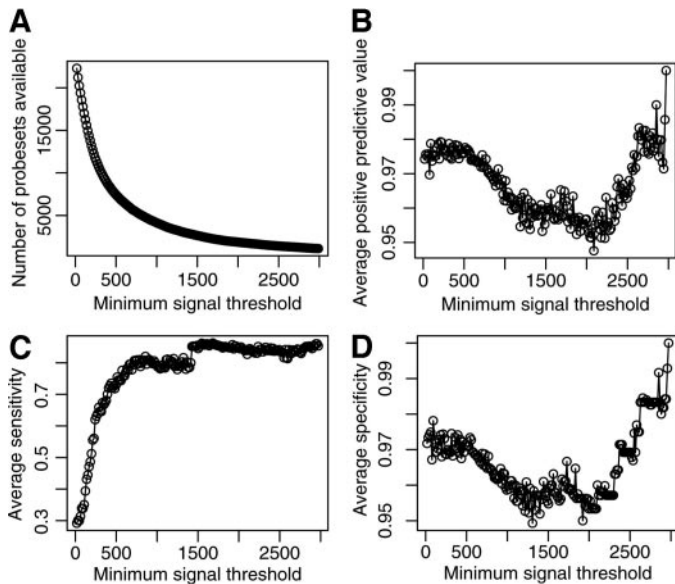 A
Number of probesets available
15000
5000
0 500 1500 2500
Minimum signal threshold
B
Average positive predictive value
0.99
0.97
0.95
0 500 1500 2500
Minimum signal threshold
C
Average sensitivity
0.7
0.5
0.3
0 500 1500 2500
Minimum signal threshold
D
Average specificity
0.99
0.97
0.95
0 500 1500 2500
Minimum signal threshold